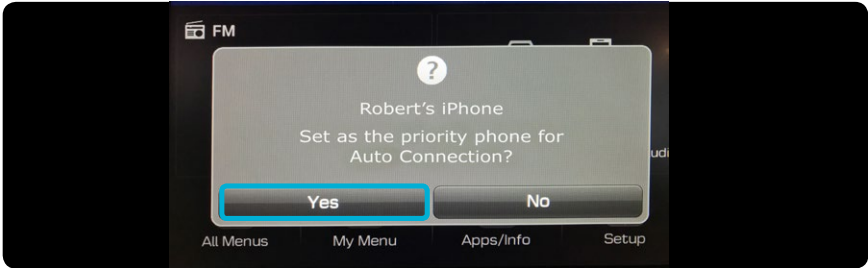 FM
?
Robert's iPhone
Set as the priority phone for
Auto Connection?
Yes
No
udi
All Menus
My Menu
Apps/Info
Setup